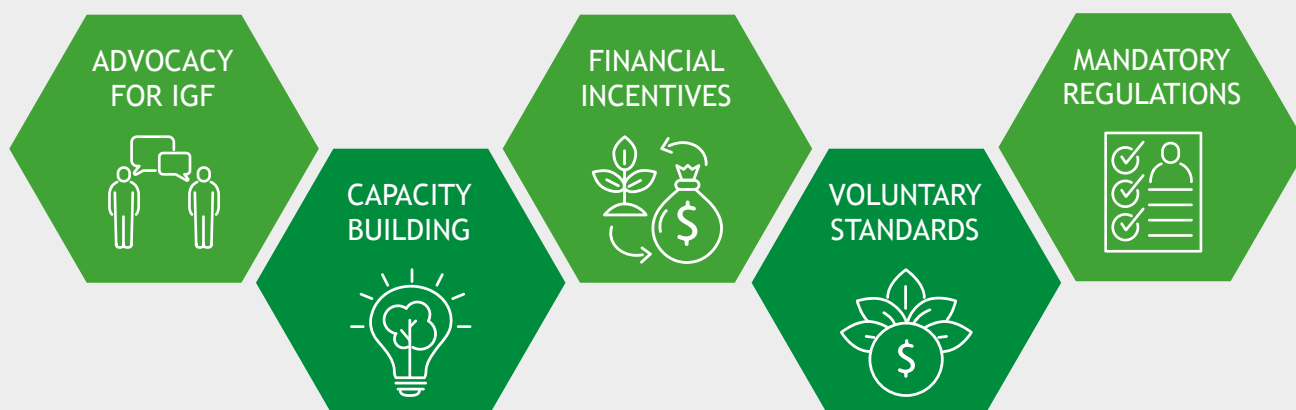 ADVOCACY
FOR IGF
CAPACITY
BUILDING
FINANCIAL
INCENTIVES
$
VOLUNTARY
STANDARDS
$
MANDATORY
REGULATIONS